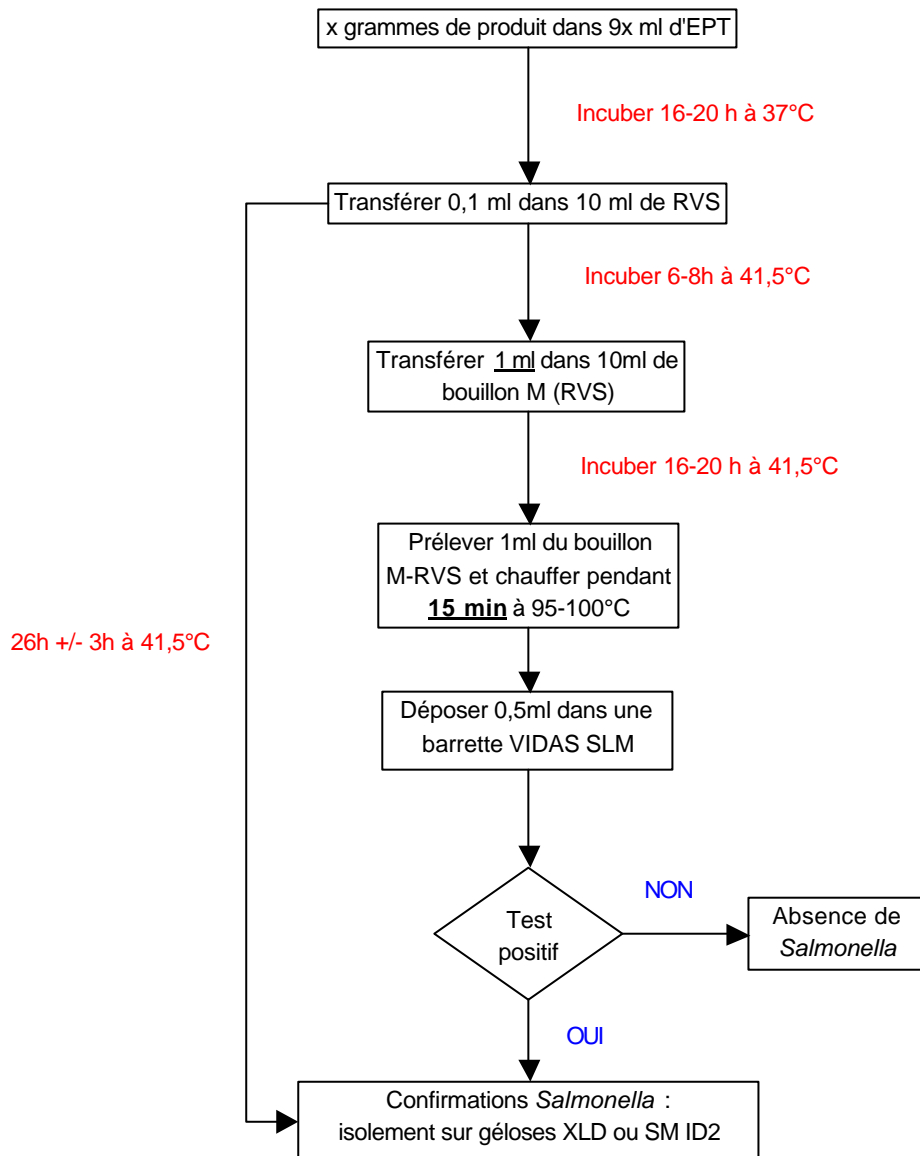 x grammes de produit dans 9x ml d'EPT
Incuber 16-20 h à 37°C
Transférer 0,1 ml dans 10 ml de RVS
Incuber 6-8h à 41,5°C
Transférer 1 ml dans 10ml de
bouillon M (RVS)
Incuber 16-20 h à 41,5°C
Prélever 1ml du bouillon
M-RVS et chauffer pendant
15 min à 95-100°C
26h +/- 3h à 41,5°C
Déposer 0,5ml dans une
barrette VIDAS SLM
Test
positif
NON
Absence de
Salmonella
OUI
Confirmations Salmonella :
isolement sur géloses XLD ou SM ID2